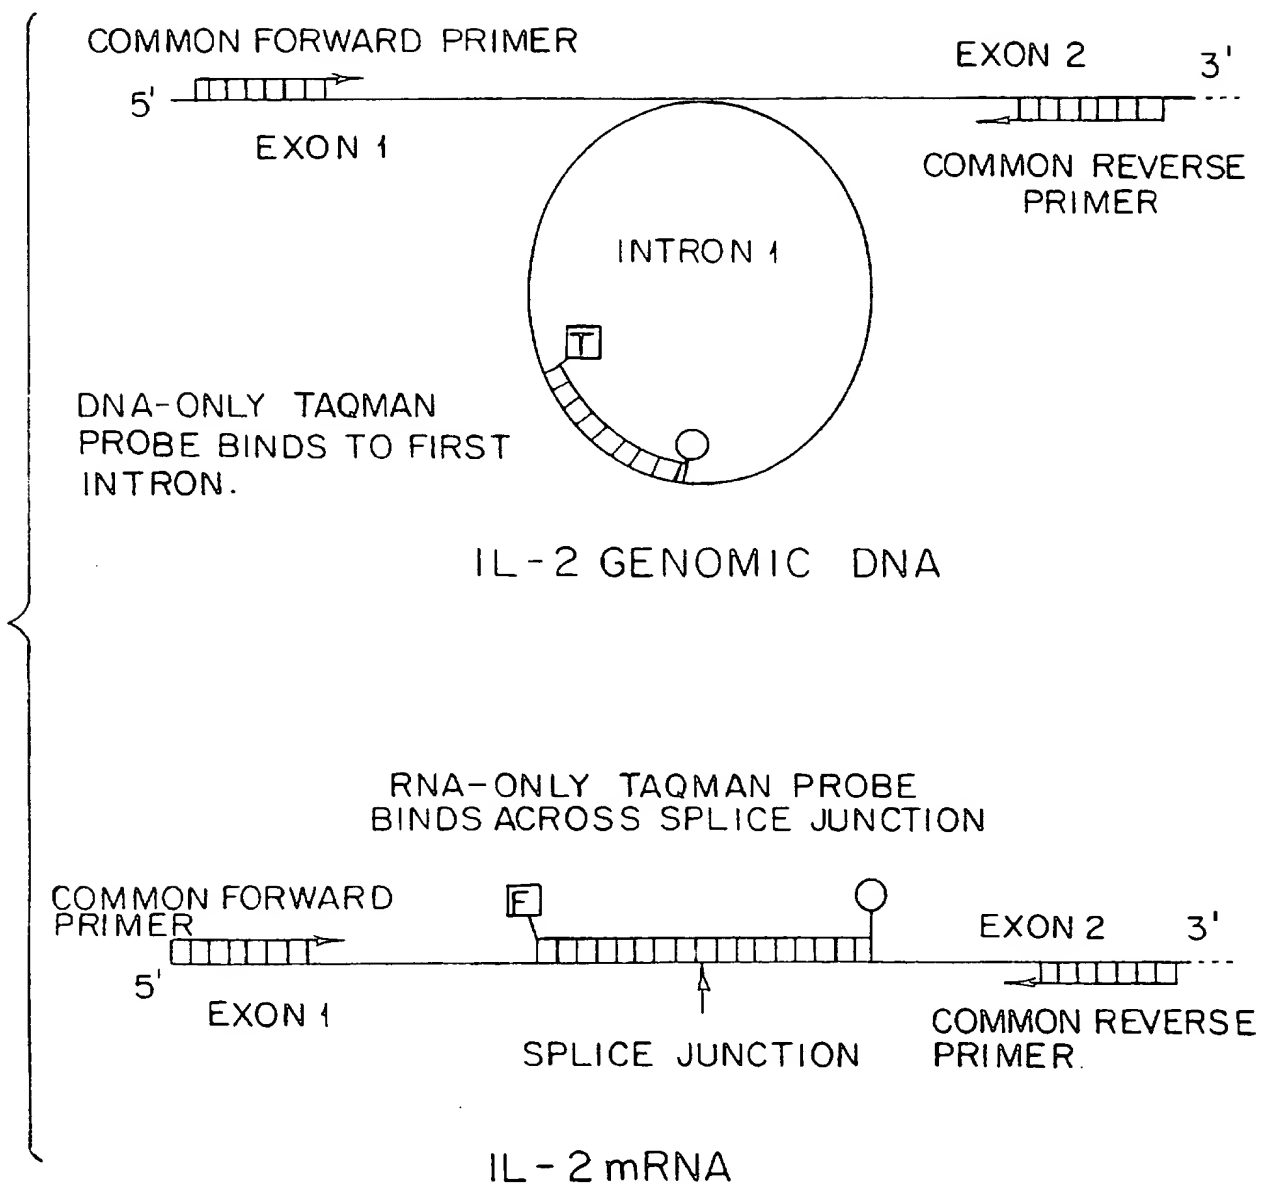 COMMON FORWARD PRIMER
EXON 2
3'
5'
EXON 1
COMMON REVERSE
PRIMER
INTRON 1
T
DNA-ONLY TAQMAN
PROBE BINDS TO FIRST
INTRON.
IL-2 GENOMIC DNA
RNA-ONLY TAQMAN PROBE
BINDS ACROSS SPLICE JUNCTION
COMMON FORWARD
PRIMER
F
EXON 2
3'
5'
EXON 1
SPLICE JUNCTION
COMMON REVERSE
PRIMER.
IL-2 mRNA